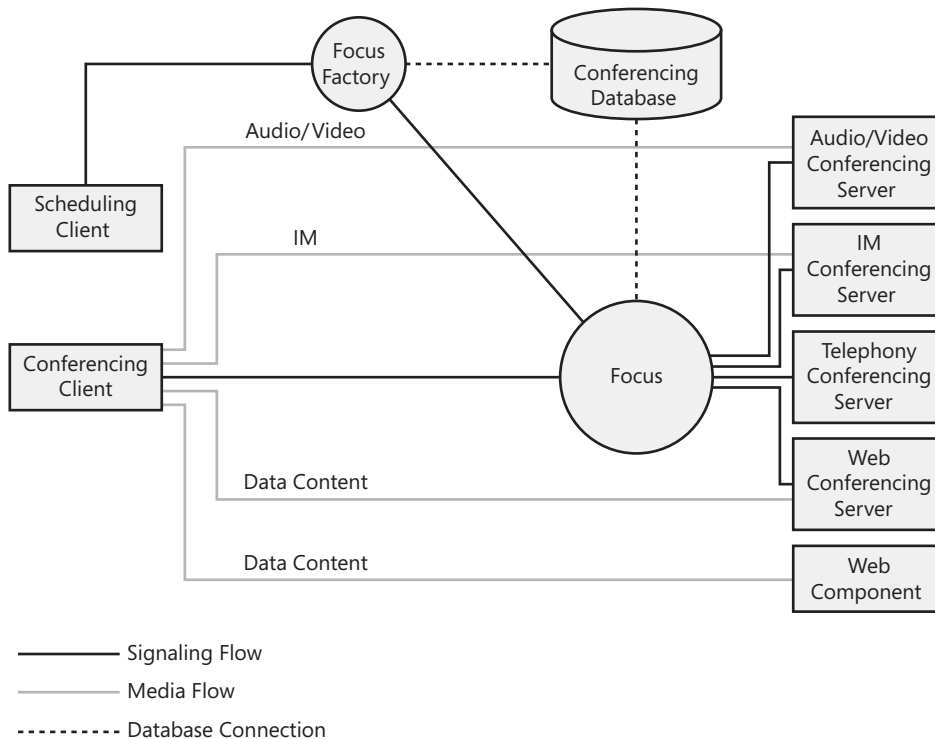 Focus
Factory
Conferencing
Database
Audio/Video
Audio/Video
Conferencing
Server
Scheduling
Client
IM
IM
Conferencing
Server
Conferencing
Client
Focus
Telephony
Conferencing
Server
Data Content
Web
Conferencing
Server
Data Content
Web
Component
Signaling Flow
Media Flow
Database Connection